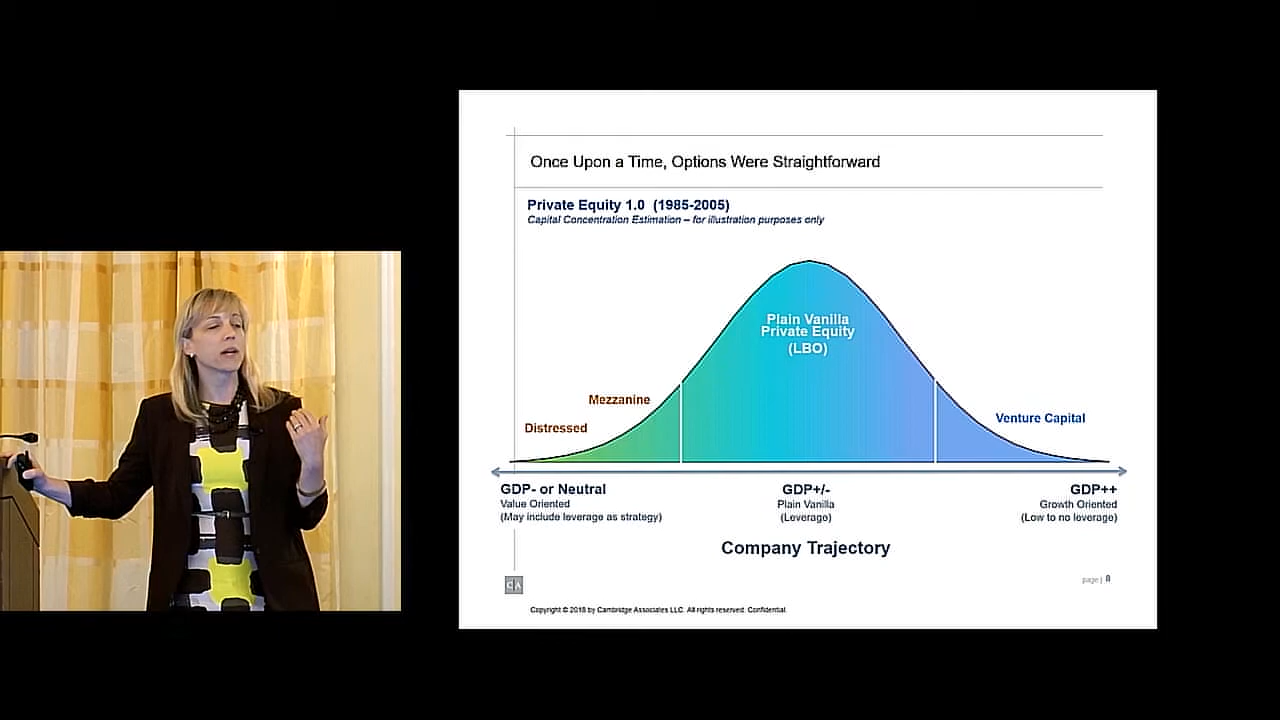 Once Upon a Time, Options Were Straightforward
Private Equity 1.0 (1985-2005)
Capital Concentration Estimation – for illustration purposes only
Plain Vanilla
Private Equity
(LBO)
Mezzanine
Distressed
Venture Capital
GDP- or Neutral
Value Oriented
(May include leverage as strategy)
GDP+/-
Plain Vanilla
(Leverage)
GDP++
Growth Oriented
(Low to no leverage)
Company Trajectory
C A
page | 8
Copyright © 2018 by Cambridge Associates LLC. All rights reserved. Confidential.